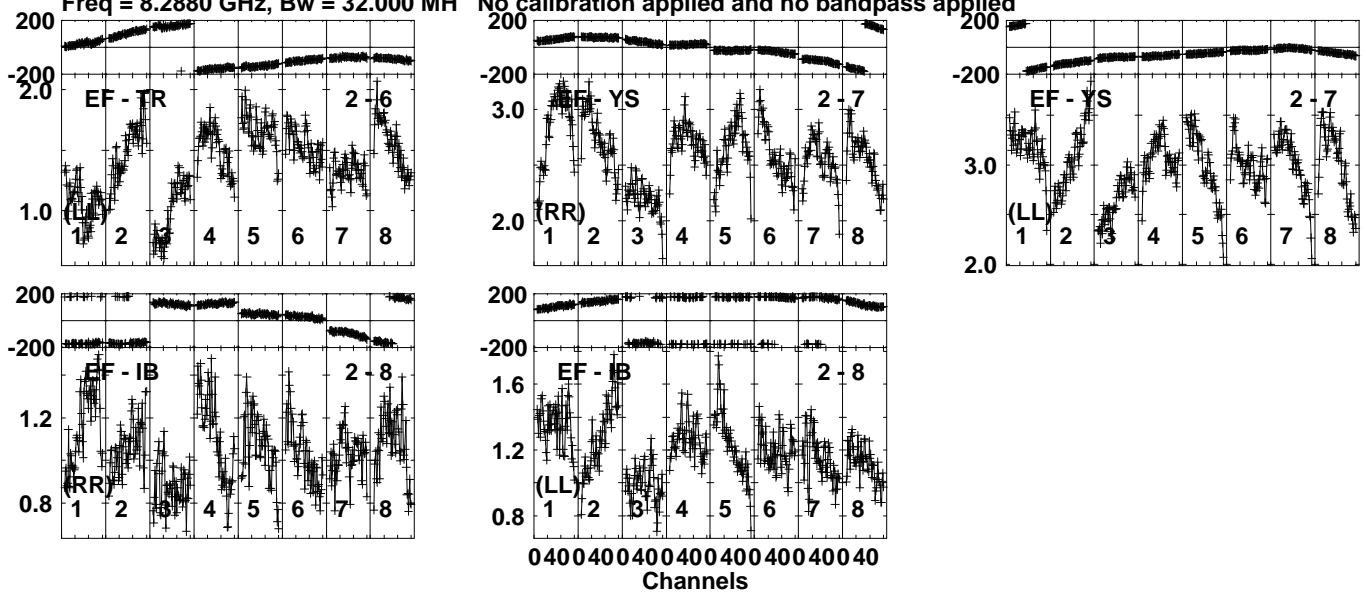 Freq = 8.2880 GHz, Bw = 32.000 MH No calibration applied and no bandpass applied
200
-200
2.0
EF - TR
2 - 6
1.0
(LL)
1 2 3 4 5 6 7 8
3.0
EF - YS
2 - 7
2.0
(RR)
1 2 3 4 5 6 7 8
200
-200
EF - YS
2 - 7
3.0
(LL)
1 2 3 4 5 6 7 8
2.0
200
-200
200
-200
EF - IB
2 - 8
1.2
(RR)
0.8
1 2 3 4 5 6 7 8
200
-200
EF - IB
2 - 8
1.6
1.2
(LL)
0.8
1 2 3 4 5 6 7 8
0 40 0 40 0 40 0 40 0 40 0 40 0 40 0 40
Channels